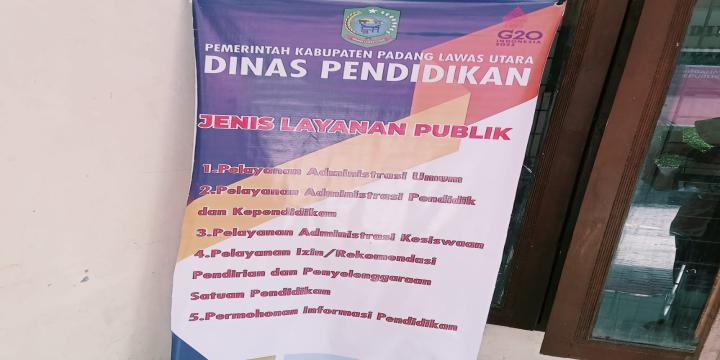 G20
INDONESIA
2022
PEMERINTAH KABUPATEN PADANG LAWAS UTARA
DINAS PENDIDIKAN
JENIS LAYANAN PUBLIK
1.Pelayanan Administrasi Umum
2.Pelayanan Administrasi Pendidik
dan Kependidikan
3.Pelayanan Administrasi Kesiswaan
4.Pelayanan Izin/Rekomendasi
Pendirian dan Penyelenggaraan
Satuan Pendidikan
5.Permohonan Informasi Pendidikan